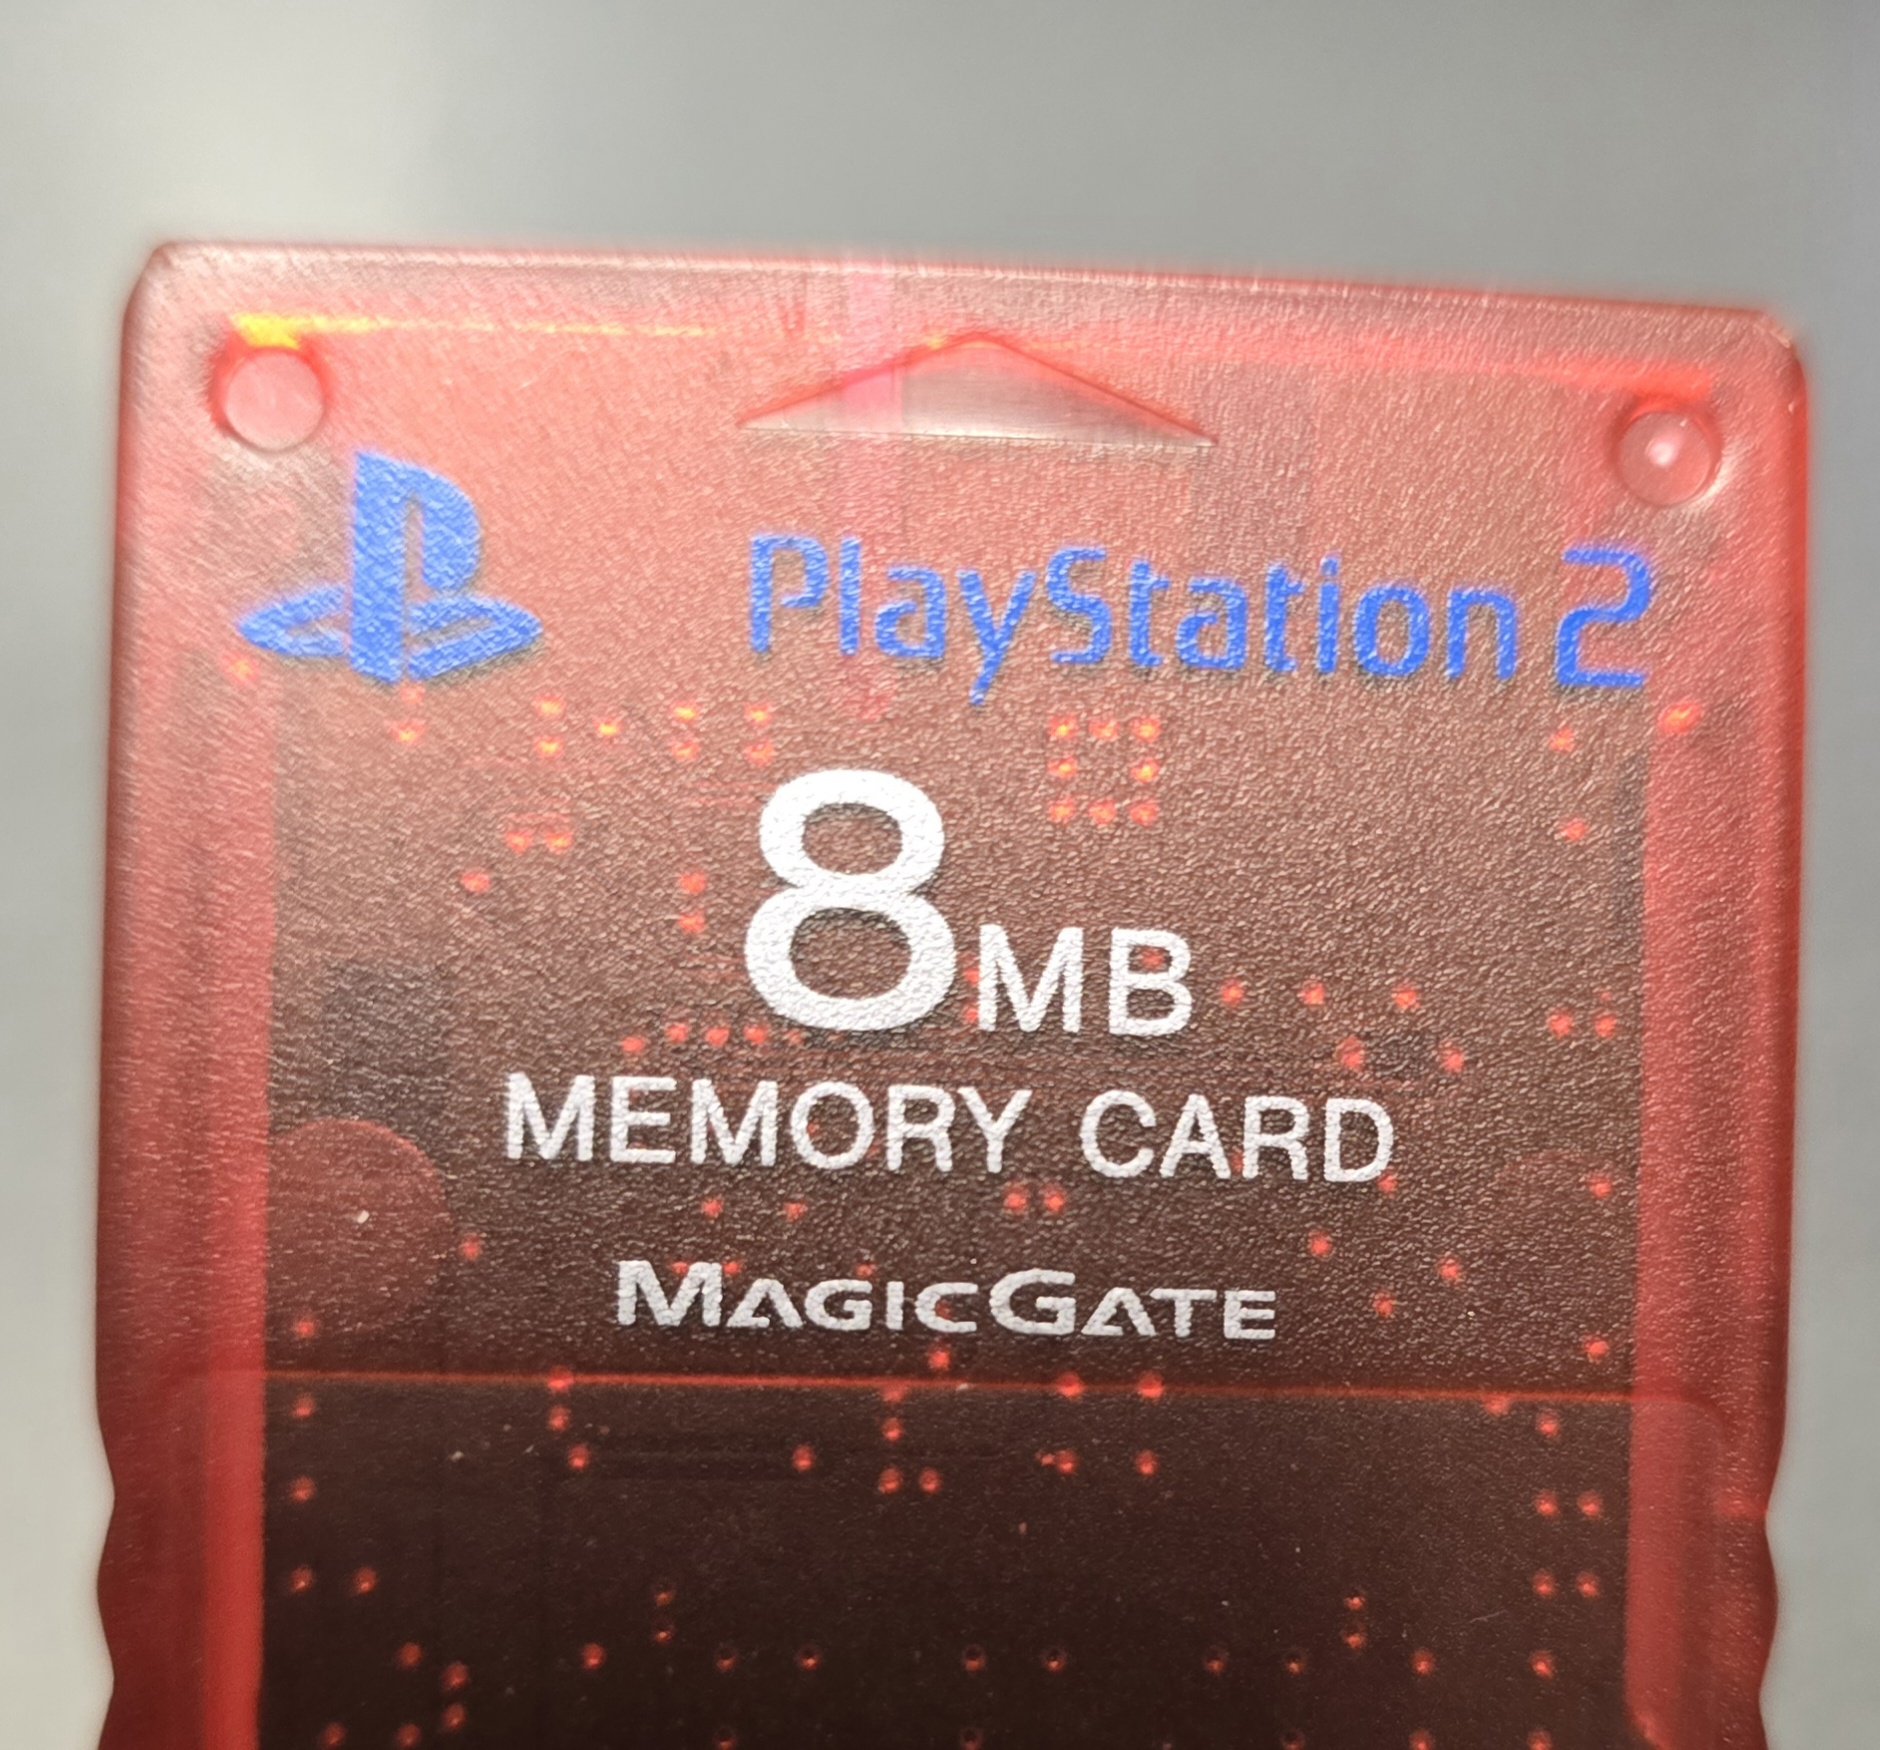 PlayStation 2
8MB
MEMORY CARD
MAGICGATE